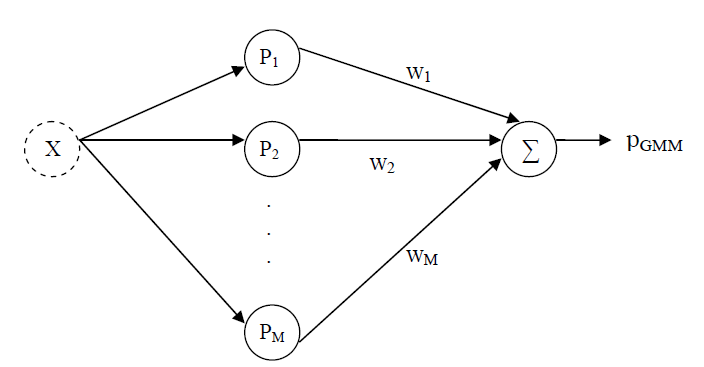 P₁
w₁
X
P₂
w₂
∑
pGMM
.
.
.
wM
PM